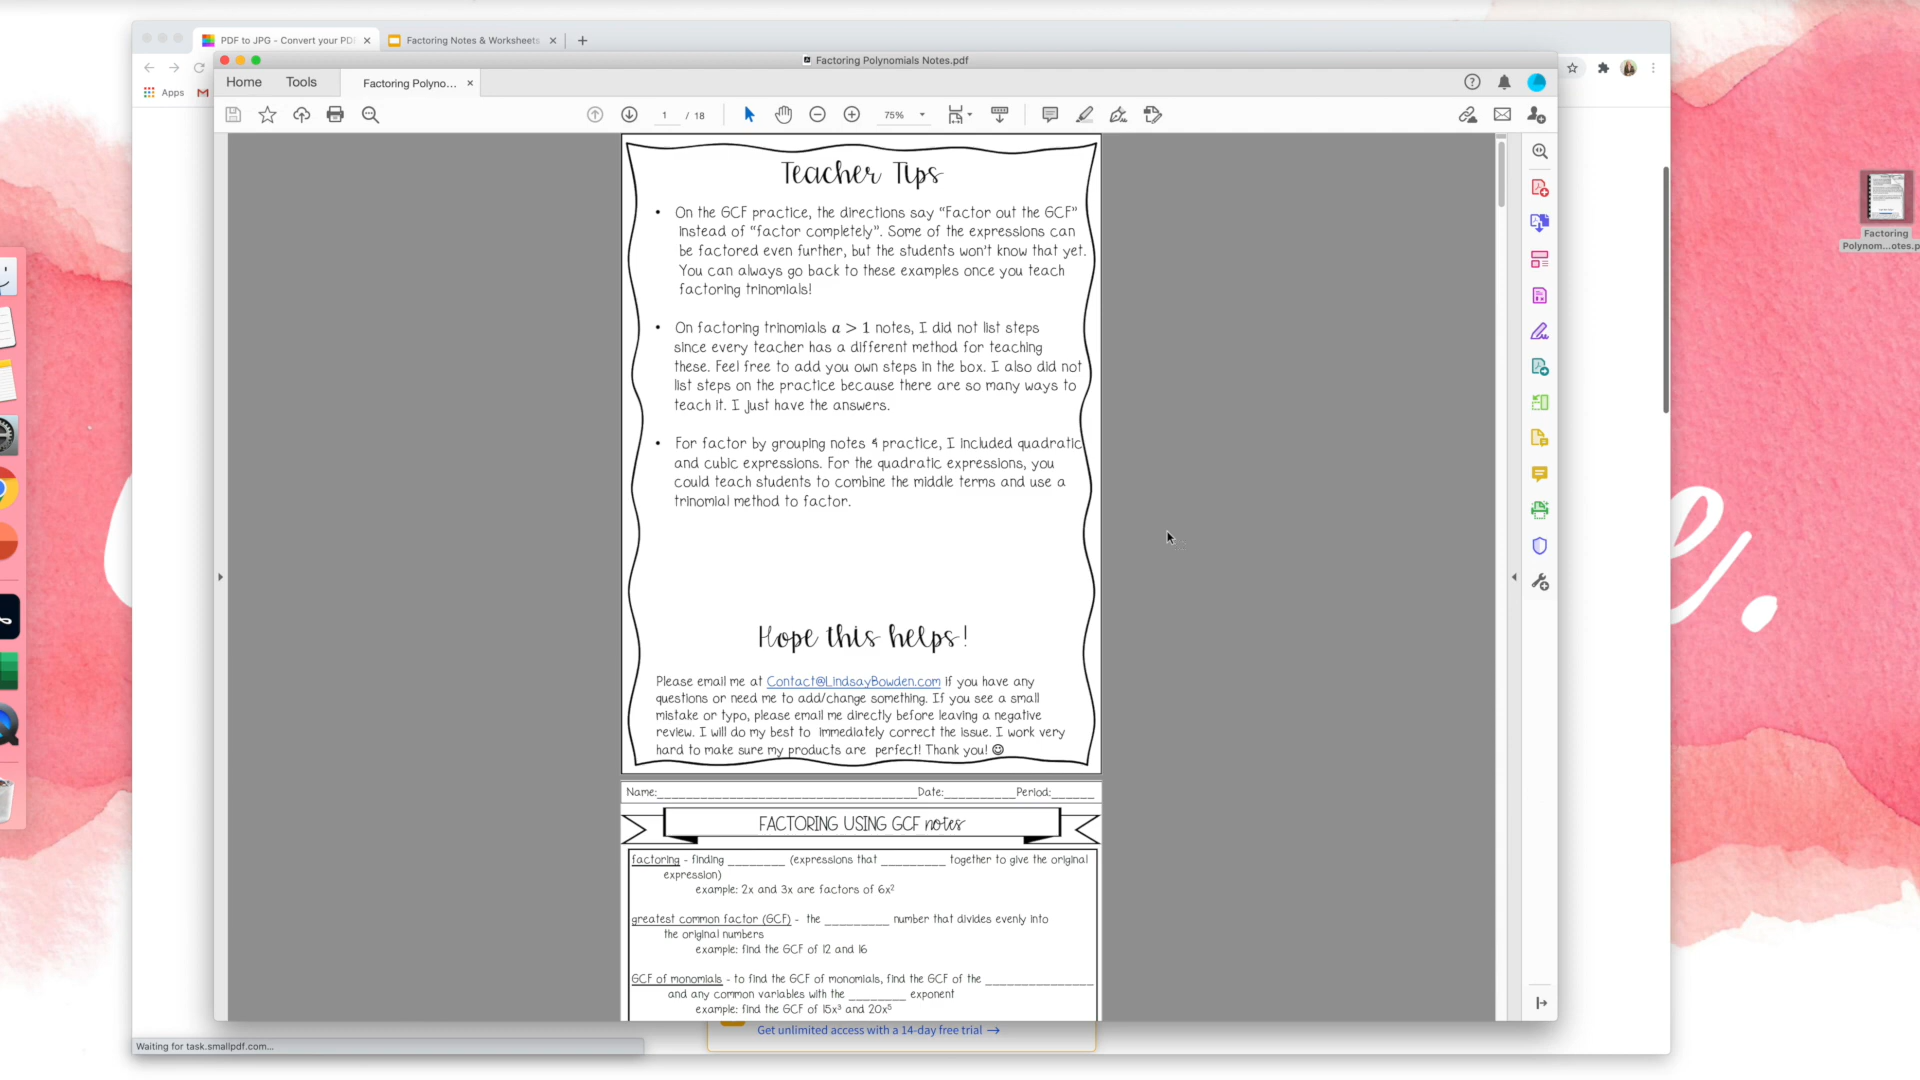 PDF to JPG - Convert your PDF
Factoring Notes & Worksheets
Factoring Polynomials Notes.pdf
Home
Tools
Factoring Polyno...
Apps
1 / 18
75%
Teacher Tips
• On the GCF practice, the directions say “Factor out the GCF”
instead of “factor completely”. Some of the expressions can
be factored even further, but the students won't know that yet.
You can always go back to these examples once you teach
factoring trinomials!
• On factoring trinomials a > 1 notes, I did not list steps
since every teacher has a different method for teaching
these. Feel free to add you own steps in the box. I also did not
list steps on the practice because there are so many ways to
teach it. I just have the answers.
• For factor by grouping notes & practice, I included quadratic
and cubic expressions. For the quadratic expressions, you
could teach students to combine the middle terms and use a
trinomial method to factor.
Hope this helps!
Please email me at Contact@LindsayBowden.com if you have any
questions or need me to add/change something. If you see a small
mistake or typo, please email me directly before leaving a negative
review. I will do my best to immediately correct the issue. I work very
hard to make sure my products are perfect! Thank you! ☺
Name:____________________________________Date:__________Period:______
FACTORING USING GCF notes
factoring - finding ________ (expressions that _________ together to give the original
expression)
example: 2x and 3x are factors of 6x²
greatest common factor (GCF) - the _________ number that divides evenly into
the original numbers
example: find the GCF of 12 and 16
GCF of monomials - to find the GCF of monomials, find the GCF of the _______________
and any common variables with the ________ exponent
example: find the GCF of 15x³ and 20x⁵
Get unlimited access with a 14-day free trial →
Waiting for task.smallpdf.com...
Factoring
Polynom...otes.p
e.